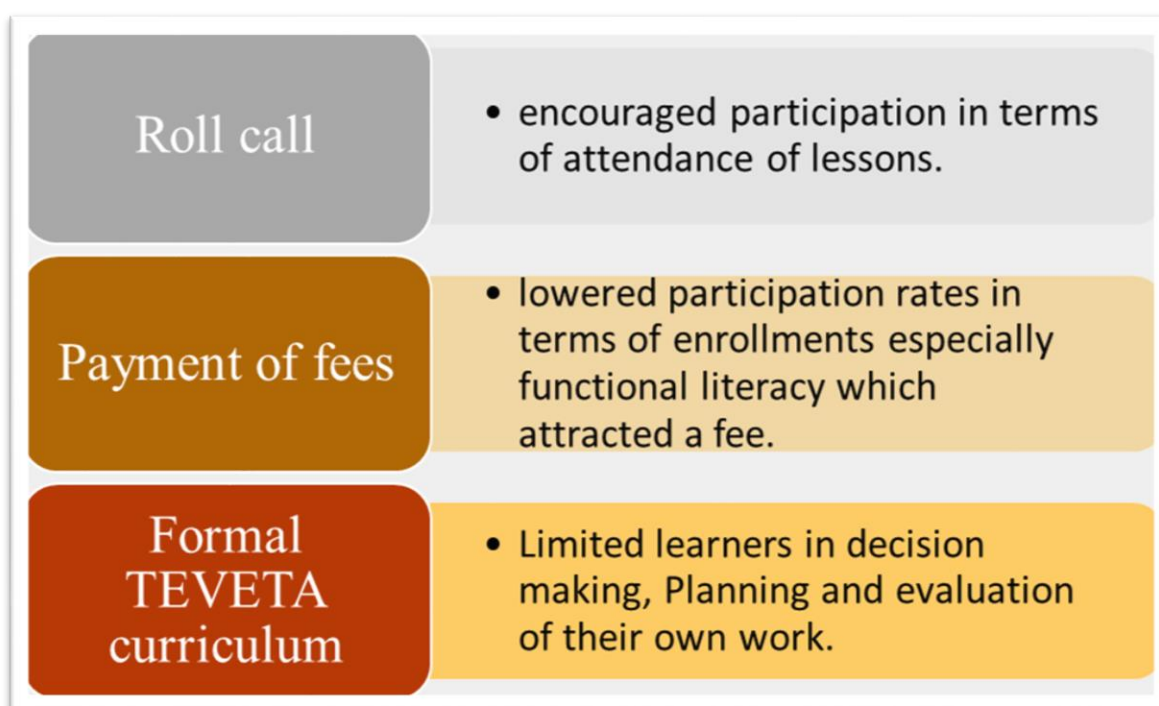 Roll call
• encouraged participation in terms
of attendance of lessons.
Payment of fees
• lowered participation rates in
terms of enrollments especially
functional literacy which
attracted a fee.
Formal
TEVETA
curriculum
• Limited learners in decision
making, Planning and evaluation
of their own work.